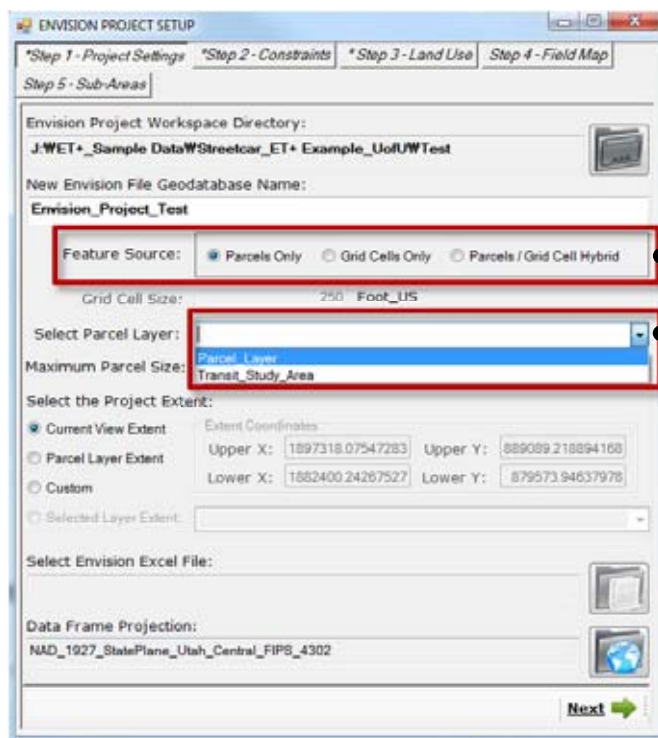 ENVISION PROJECT SETUP
*Step 1 - Project Settings *Step 2 - Constraints * Step 3 - Land Use Step 4 - Field Map
Step 5 - Sub-Areas
Envision Project Workspace Directory:
J:₩ET+_Sample Data₩Streetcar_ET+ Example_UofU₩Test
New Envision File Geodatabase Name:
Envision_Project_Test
Feature Source: Parcels Only Grid Cells Only Parcels / Grid Cell Hybrid
Grid Cell Size: 250 Foot_US
Select Parcel Layer:
Parcel_Layer
Maximum Parcel Size: Transit_Study_Area
Select the Project Extent:
Current View Extent Extent Coordinates
Upper X: 1897318.07547283 Upper Y: 889089.218894168
Parcel Layer Extent
Lower X: 1882400.24267527 Lower Y: 879573.94637978
Custom
Selected Layer Extent:
Select Envision Excel File:
Data Frame Projection:
NAD_1927_StatePlane_Utah_Central_FIPS_4302
Next